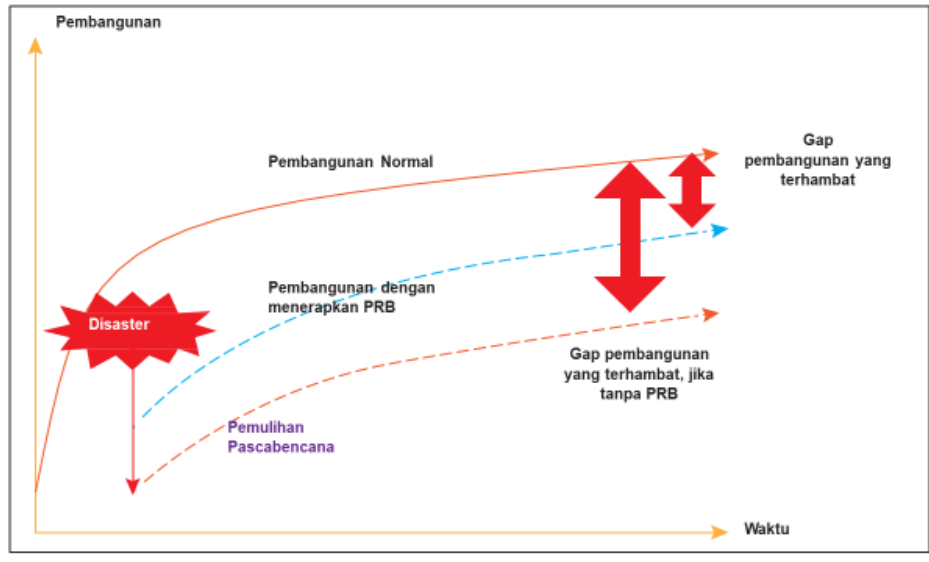 Pembangunan
Pembangunan Normal
Gap
pembangunan yang
terhambat
Pembangunan dengan
menerapkan PRB
Disaster
Gap pembangunan
yang terhambat, jika
tanpa PRB
Pemulihan
Pascabencana
Waktu